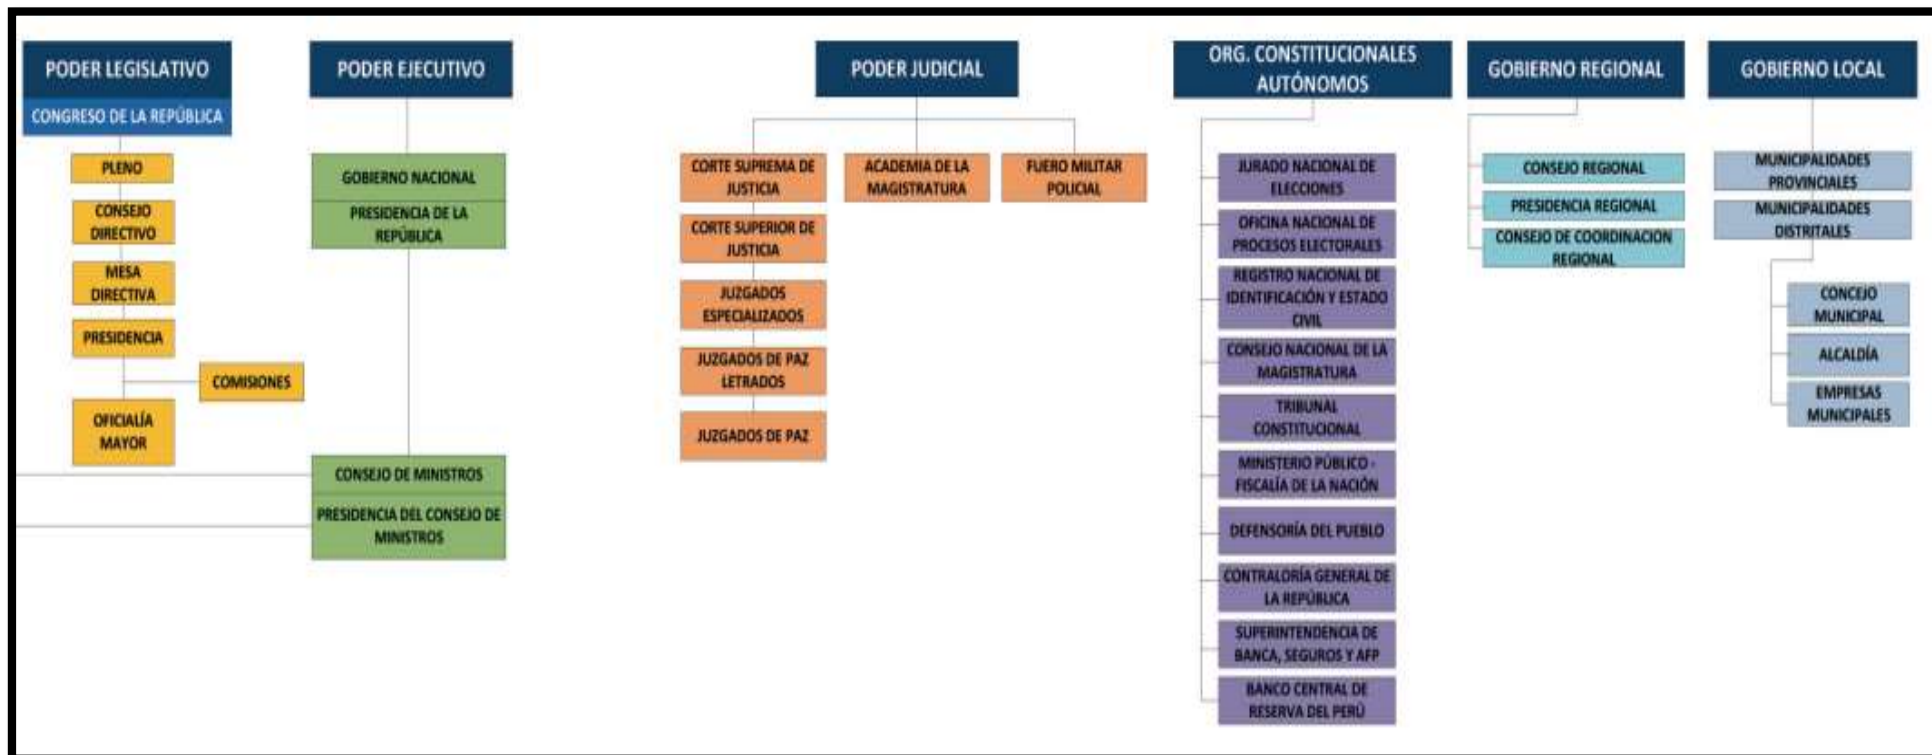 PODER LEGISLATIVO
CONGRESO DE LA REPÚBLICA
PLENO
CONSEJO
DIRECTIVO
MESA
DIRECTIVA
PRESIDENCIA
COMISIONES
OFICIALÍA
MAYOR
PODER EJECUTIVO
GOBIERNO NACIONAL
PRESIDENCIA DE LA
REPÚBLICA
CONSEJO DE MINISTROS
PRESIDENCIA DEL CONSEJO DE
MINISTROS
PODER JUDICIAL
CORTE SUPREMA DE
JUSTICIA
CORTE SUPERIOR DE
JUSTICIA
JUZGADOS
ESPECIALIZADOS
JUZGADOS DE PAZ
LETRADOS
JUZGADOS DE PAZ
ACADEMIA DE LA
MAGISTRATURA
FUERO MILITAR
POLICIAL
ORG. CONSTITUCIONALES
AUTÓNOMOS
JURADO NACIONAL DE
ELECCIONES
OFICINA NACIONAL DE
PROCESOS ELECTORALES
REGISTRO NACIONAL DE
IDENTIFICACIÓN Y ESTADO
CIVIL
CONSEJO NACIONAL DE LA
MAGISTRATURA
TRIBUNAL
CONSTITUCIONAL
MINISTERIO PÚBLICO -
FISCALÍA DE LA NACIÓN
DEFENSORÍA DEL PUEBLO
CONTRALORÍA GENERAL DE
LA REPÚBLICA
SUPERINTENDENCIA DE
BANCA, SEGUROS Y AFP
BANCO CENTRAL DE
RESERVA DEL PERÚ
GOBIERNO REGIONAL
CONSEJO REGIONAL
PRESIDENCIA REGIONAL
CONSEJO DE COORDINACION
REGIONAL
GOBIERNO LOCAL
MUNICIPALIDADES
PROVINCIALES
MUNICIPALIDADES
DISTRITALES
CONCEJO
MUNICIPAL
ALCALDÍA
EMPRESAS
MUNICIPALES